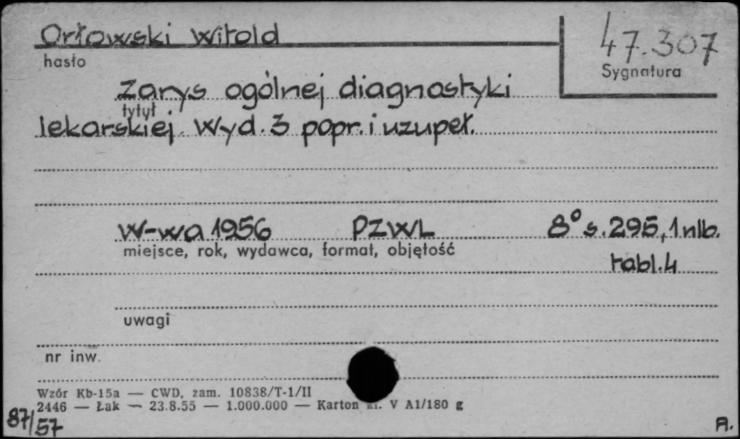 Orłowski Witold
47.307
hasło
Sygnatura
Zarys ogólnej diagnostyki
tytuł
lekarskiej. Wyd. 3 popr. i uzupeł.
W-wa 1956 PZWL 8° s. 295, 1 nlb.
miejsce, rok, wydawca, format, objętość
tabl. 4
uwagi
nr inw.
Wzór Kb-15a — CWD, zam. 10838/T-1/II
2446 — Łak — 23.8.55 — 1.000.000 — Karton kl. V A1/180 g
87/57
A.